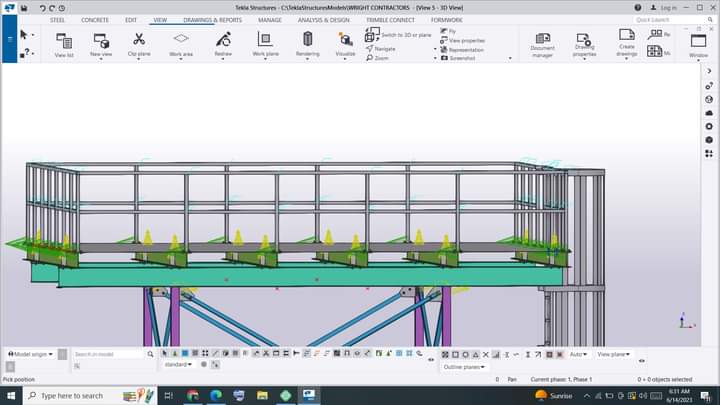 Tekla Structures - C:\TeklaStructuresModels\WRIGHT CONTRACTORS - [View 5 - 3D View]
Log in
STEEL CONCRETE EDIT VIEW DRAWINGS & REPORTS MANAGE ANALYSIS & DESIGN TRIMBLE CONNECT FORMWORK
Quick Launch
View list
New view
Clip plane
Work area
Redraw
Work plane
Rendering
Visualize
Switch to 3D or plane
Navigate
Zoom
Fly
View properties
Representation
Screenshot
Document manager
Drawing properties
Create drawings
Re
Mi
Window
Model origin
Search in model
standard
Auto
View plane
Outline planes
Pick position
0
Pan
Current phase: 1, Phase 1
0 + 0 objects selected
Type here to search
Sunrise
6:31 AM
6/14/2023